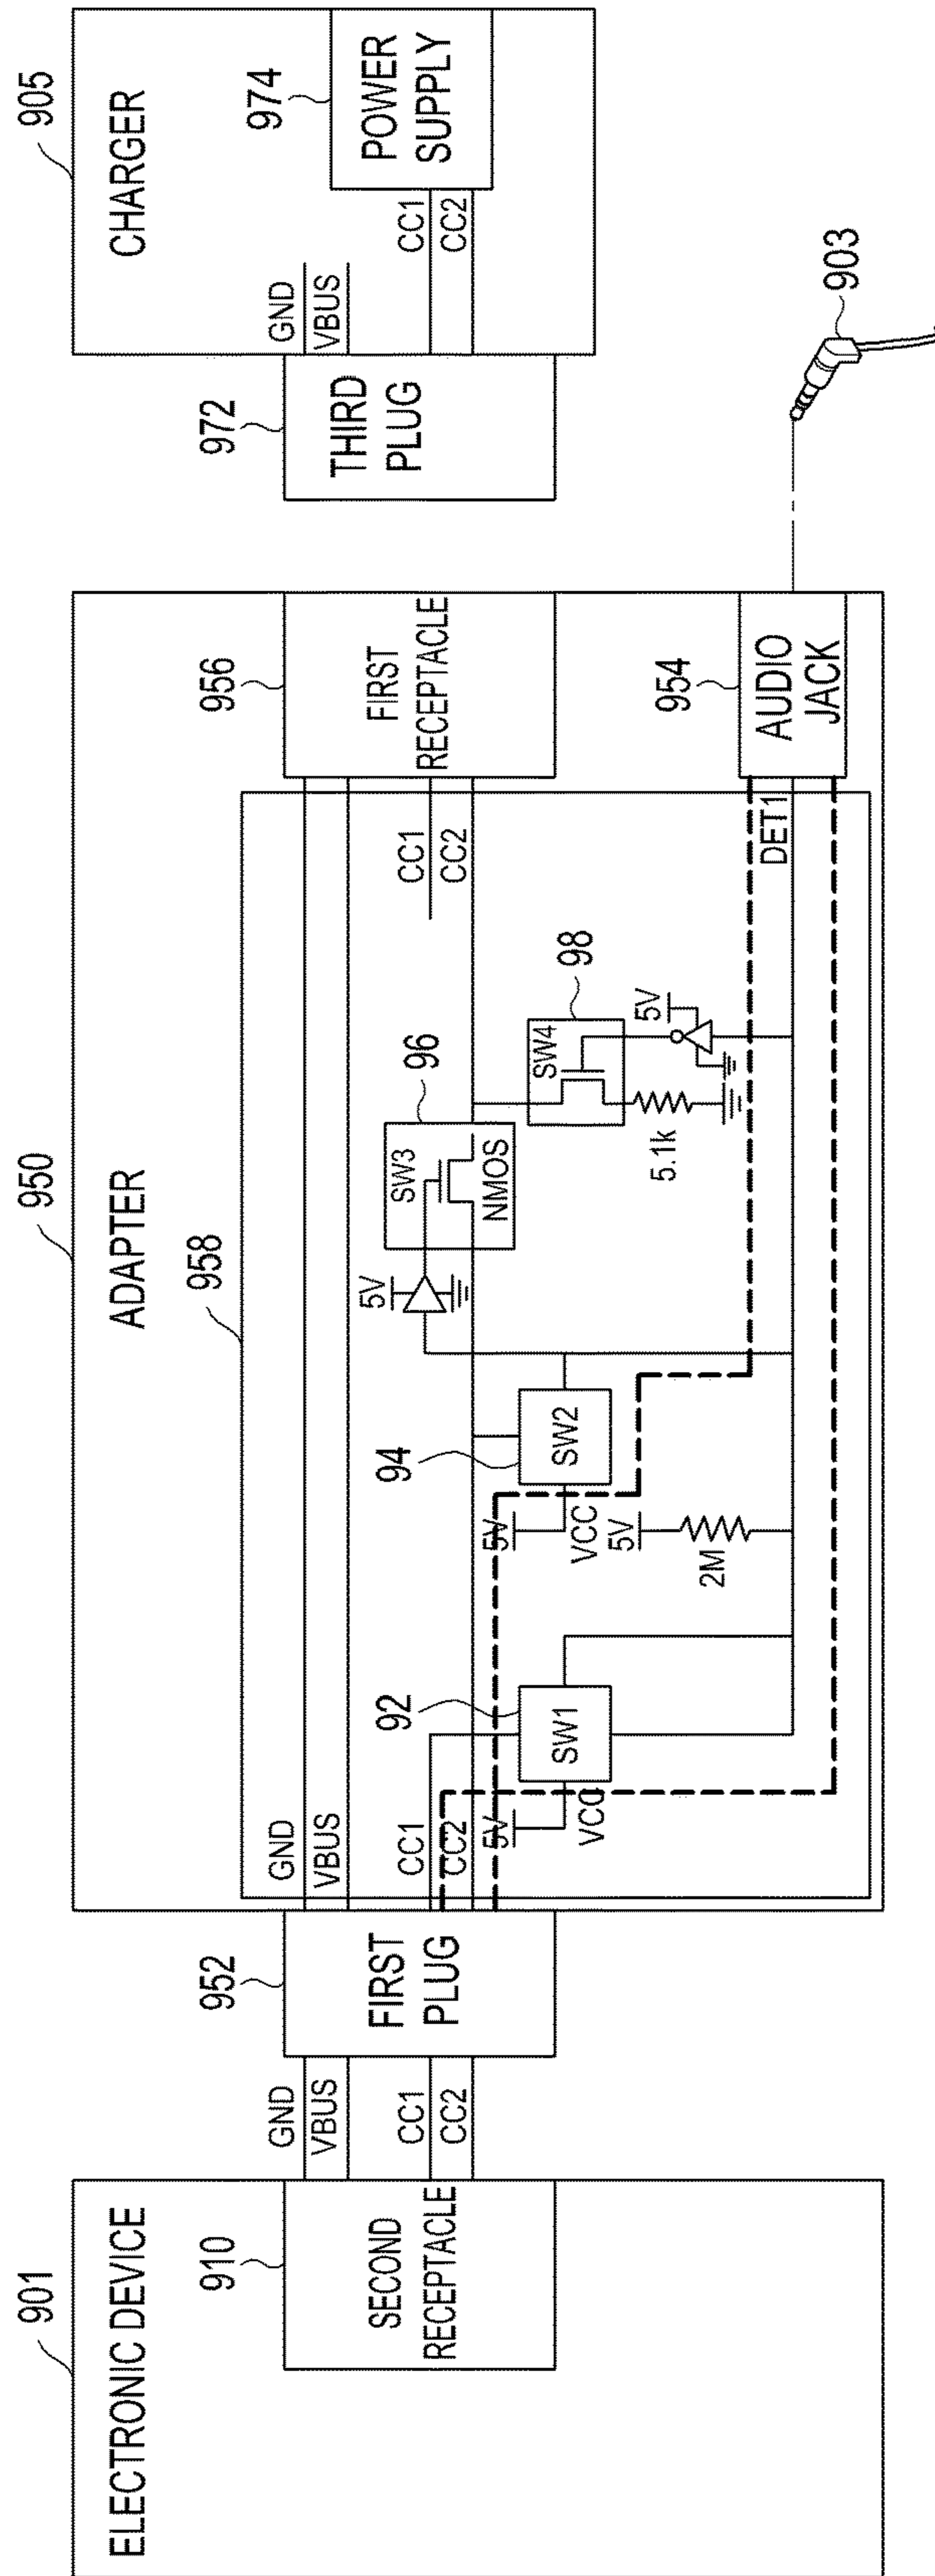 901
ELECTRONIC DEVICE
910
SECOND
RECEPTACLE
GND
VBUS
CC1
CC2
952
FIRST
PLUG
950
ADAPTER
958
GND
VBUS
CC1
CC2
92
SW1
5V
VCC
94
SW2
5V
VCC
5V
2M
5V
96
SW3
NMOS
98
SW4
5V
5.1k
CC1
CC2
DET1
956
FIRST
RECEPTACLE
954
AUDIO
JACK
903
972
THIRD
PLUG
905
CHARGER
GND
VBUS
CC1
CC2
974
POWER
SUPPLY